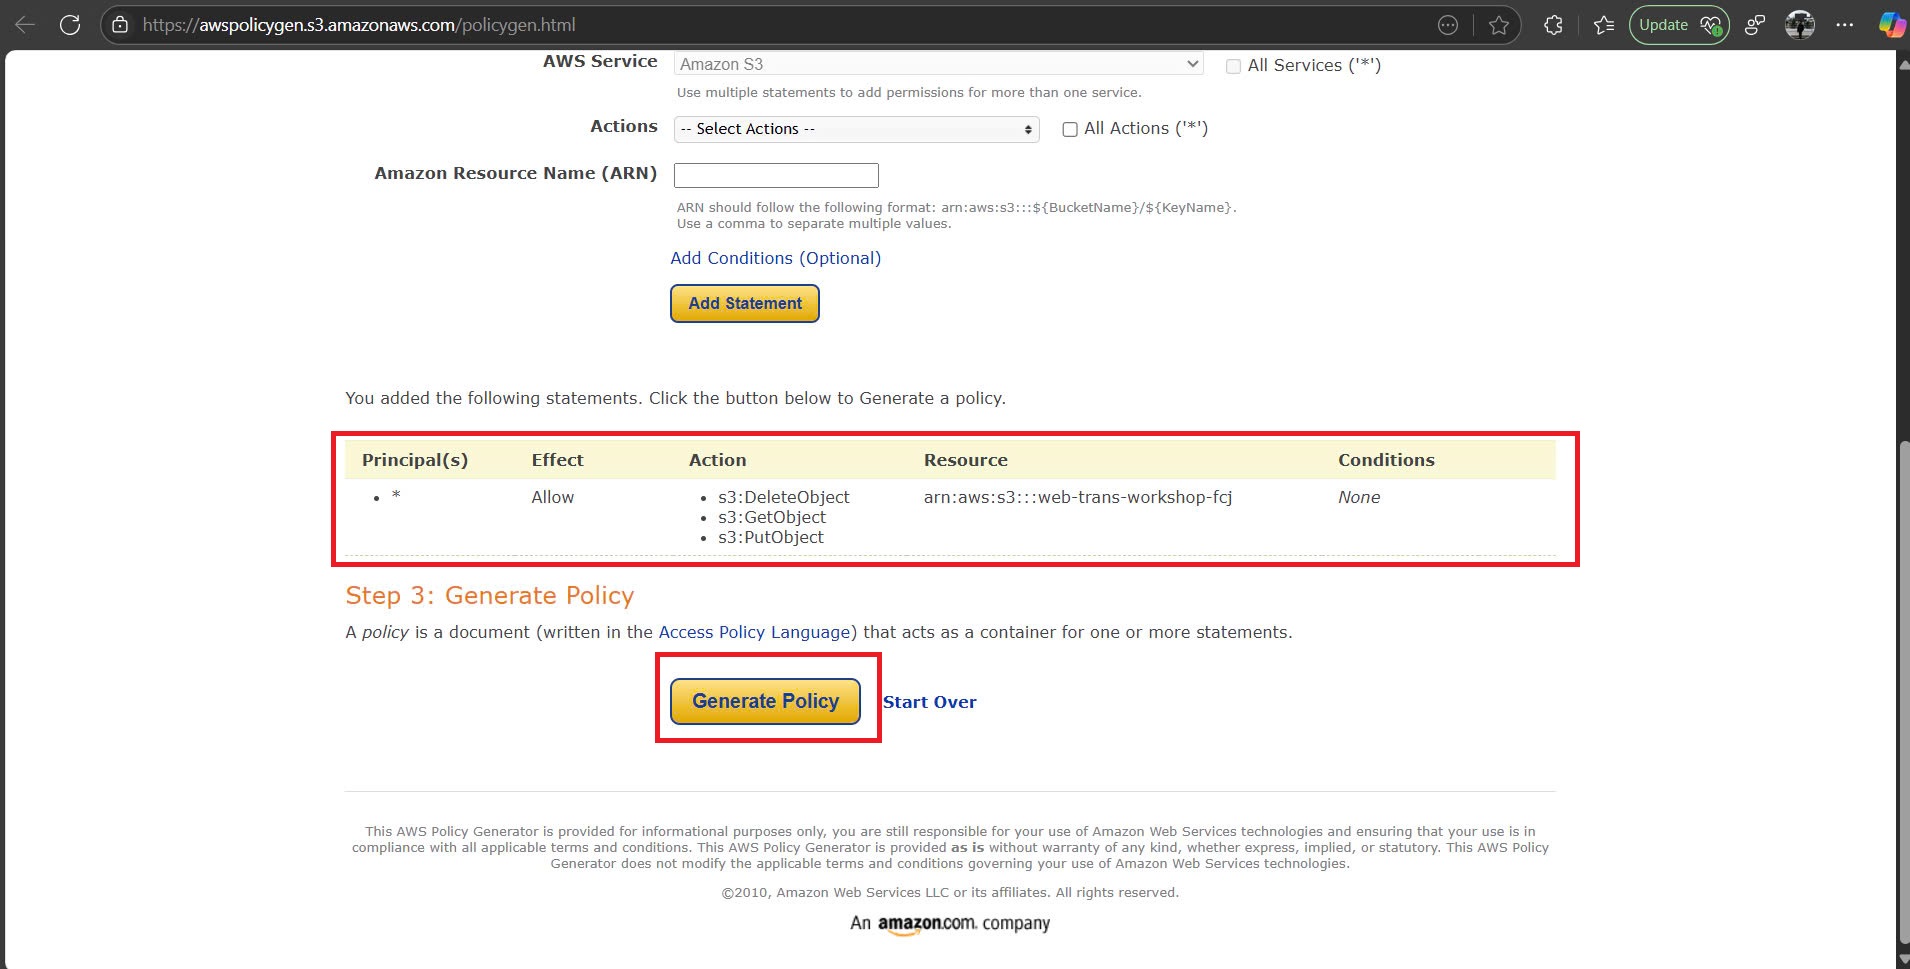 https://awspolicygen.s3.amazonaws.com/policygen.html
Update
AWS Service
Amazon S3
All Services ('*')
Use multiple statements to add permissions for more than one service.
Actions
-- Select Actions --
All Actions ('*')
Amazon Resource Name (ARN)
ARN should follow the following format: arn:aws:s3:::${BucketName}/${KeyName}.
Use a comma to separate multiple values.
Add Conditions (Optional)
Add Statement
You added the following statements. Click the button below to Generate a policy.
Principal(s) Effect Action Resource Conditions
• * Allow • s3:DeleteObject arn:aws:s3:::web-trans-workshop-fcj None
• s3:GetObject
• s3:PutObject
Step 3: Generate Policy
A policy is a document (written in the Access Policy Language) that acts as a container for one or more statements.
Generate Policy Start Over
This AWS Policy Generator is provided for informational purposes only, you are still responsible for your use of Amazon Web Services technologies and ensuring that your use is in
compliance with all applicable terms and conditions. This AWS Policy Generator is provided as is without warranty of any kind, whether express, implied, or statutory. This AWS Policy
Generator does not modify the applicable terms and conditions governing your use of Amazon Web Services technologies.
©2010, Amazon Web Services LLC or its affiliates. All rights reserved.
An amazon.com. company